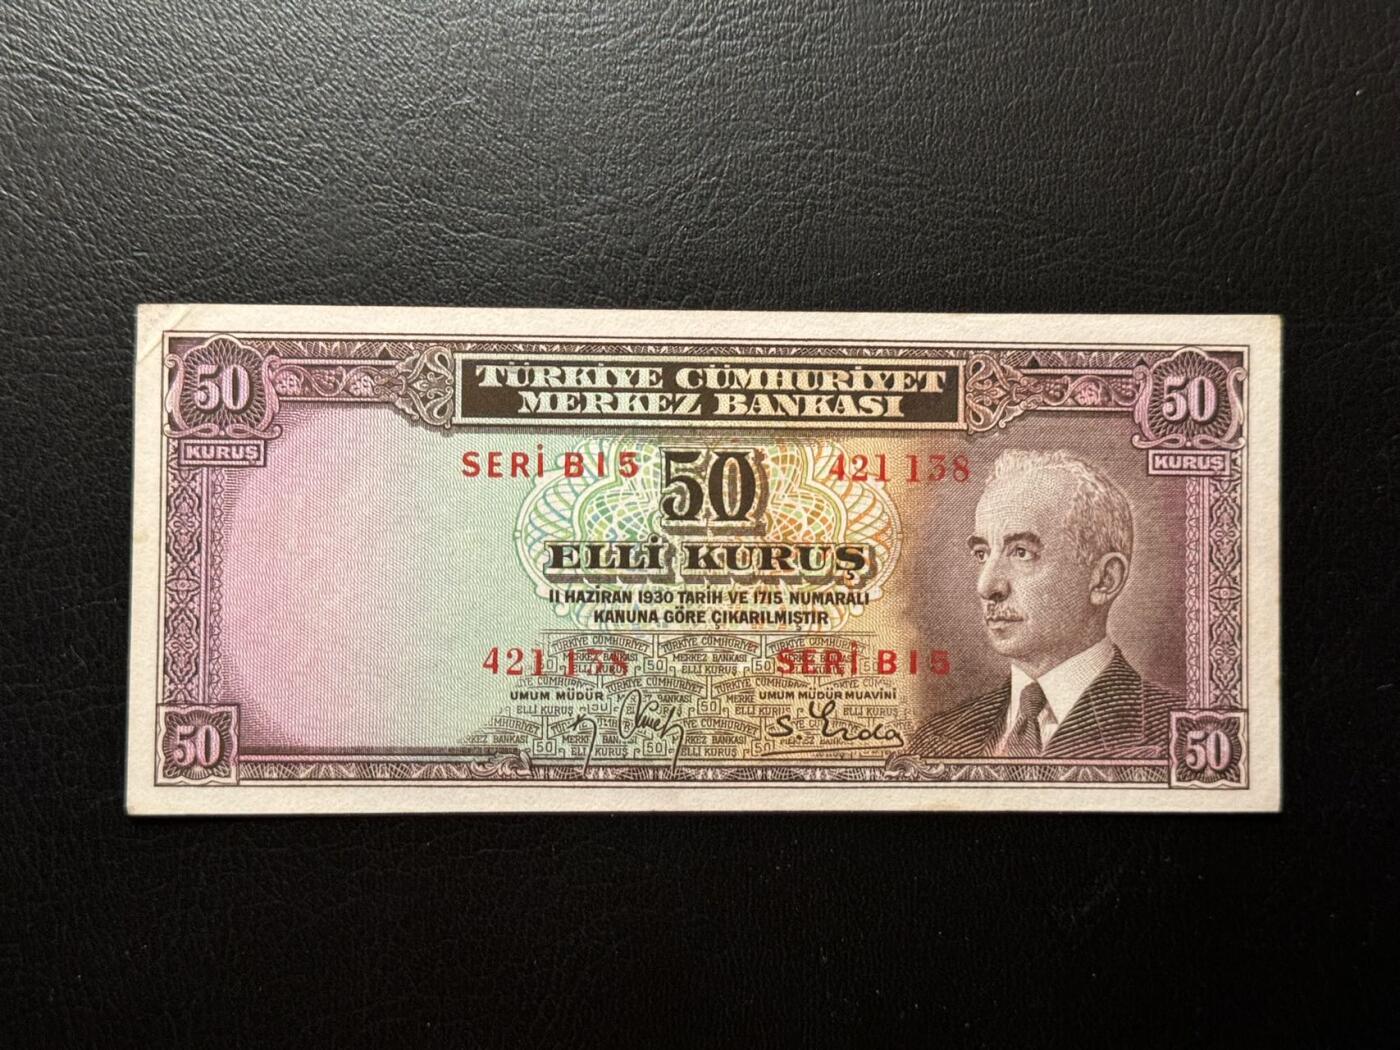 50
50
TÜRKİYE CÜMHURİYET
MERKEZ BANKASI
KURUŞ
KURUŞ
SERİ B15
50
421 138
ELLİ KURUŞ
11 HAZİRAN 1930 TARİH VE 1715 NUMARALI
KANUNA GÖRE ÇIKARILMIŞTIR
421 138
SERİ B15
UMUM MÜDÜR
UMUM MÜDÜR MUAVİNİ
50
50